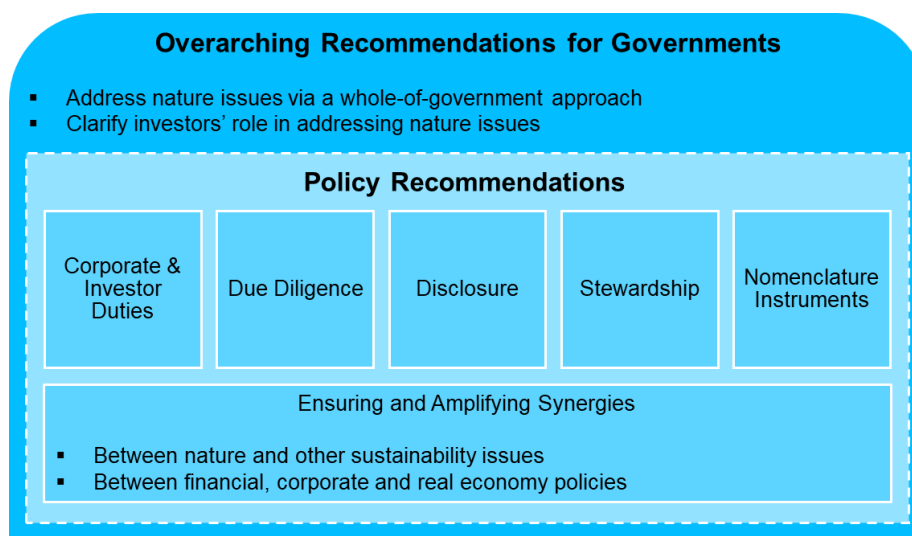 Overarching Recommendations for Governments
▪ Address nature issues via a whole-of-government approach
▪ Clarify investors’ role in addressing nature issues
Policy Recommendations
Corporate &
Investor
Duties
Due Diligence
Disclosure
Stewardship
Nomenclature
Instruments
Ensuring and Amplifying Synergies
▪ Between nature and other sustainability issues
▪ Between financial, corporate and real economy policies